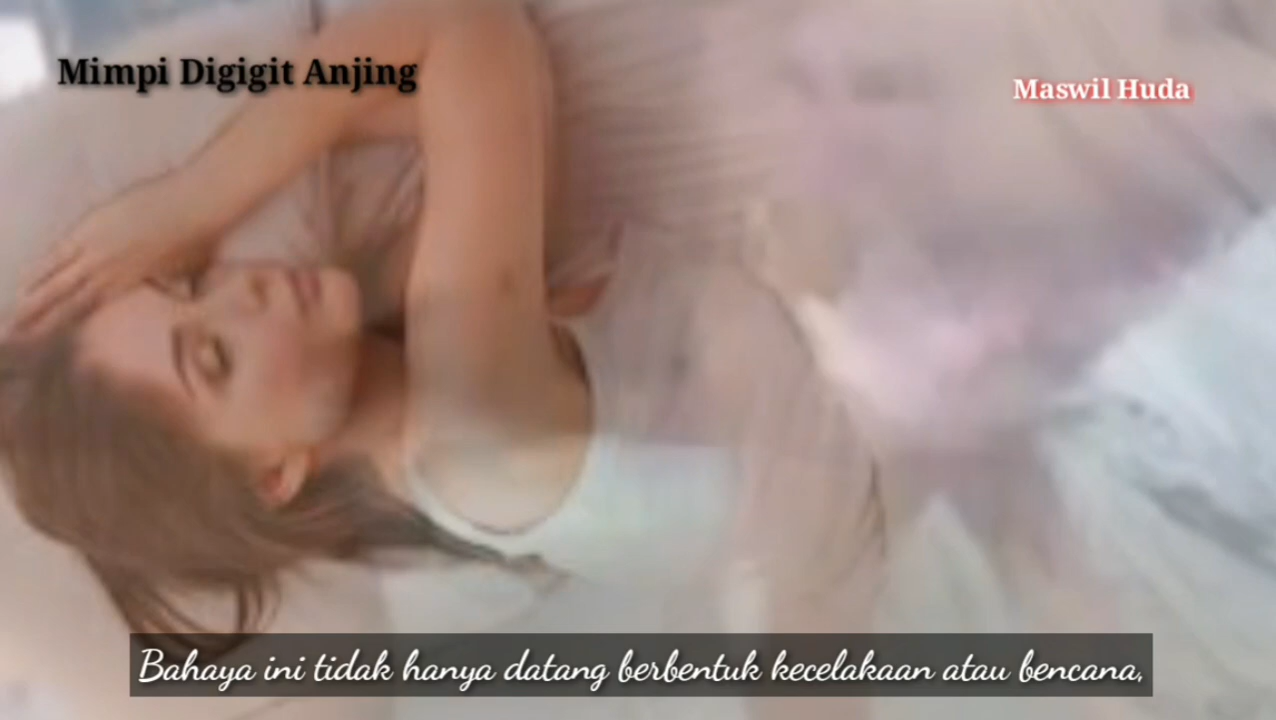 Mimpi Digigit Anjing
Maswil Huda
Bahaya ini tidak hanya datang berbentuk kecelakaan atau bencana,